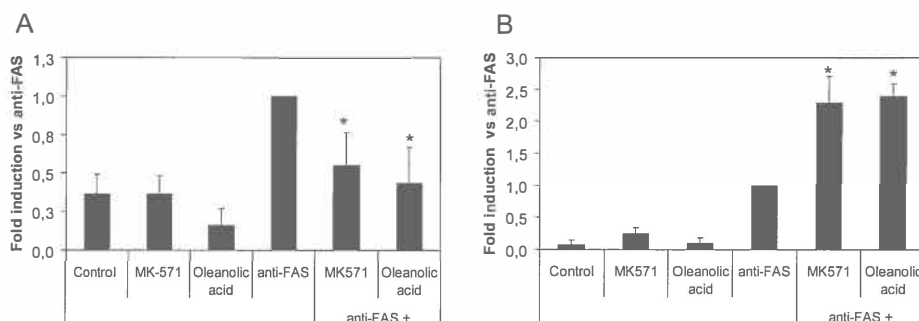 A
B
Fold induction vs anti-FAS
1,3
1,0
0,8
0,5
0,3
0,0
*
*
Control MK-571 Oleanolic acid anti-FAS MK571 Oleanolic acid
anti-FAS +
Fold induction vs anti-FAS
3,0
2,5
2,0
1,5
1,0
0,5
0,0
*
*
Control MK571 Oleanolic acid anti-FAS MK571 Oleanolic acid
anti-FAS +